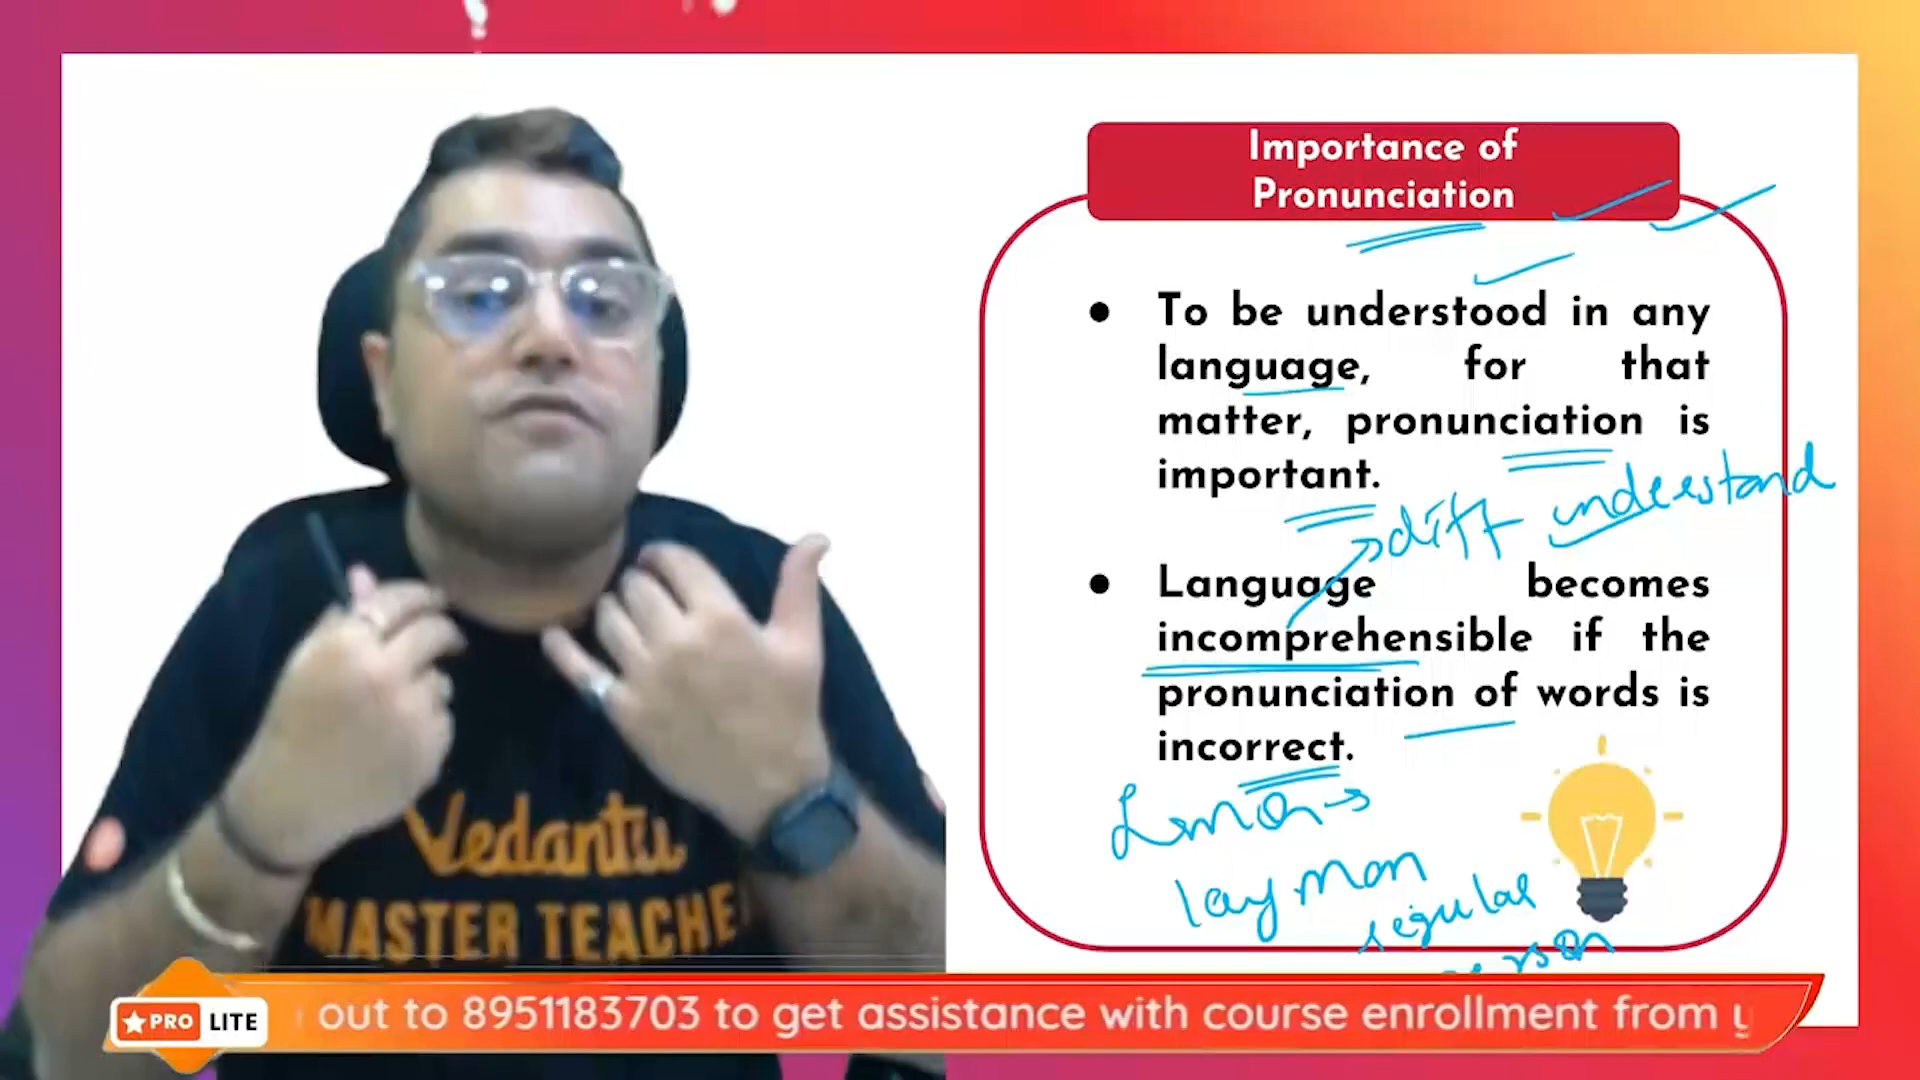 Importance of
Pronunciation
To be understood in any
language, for that
matter, pronunciation is
important.
diff understand
Language becomes
incomprehensible if the
pronunciation of words is
incorrect.
layman
regular
person
Vedantu
MASTER TEACHE
PRO LITE
out to 8951183703 to get assistance with course enrollment from y